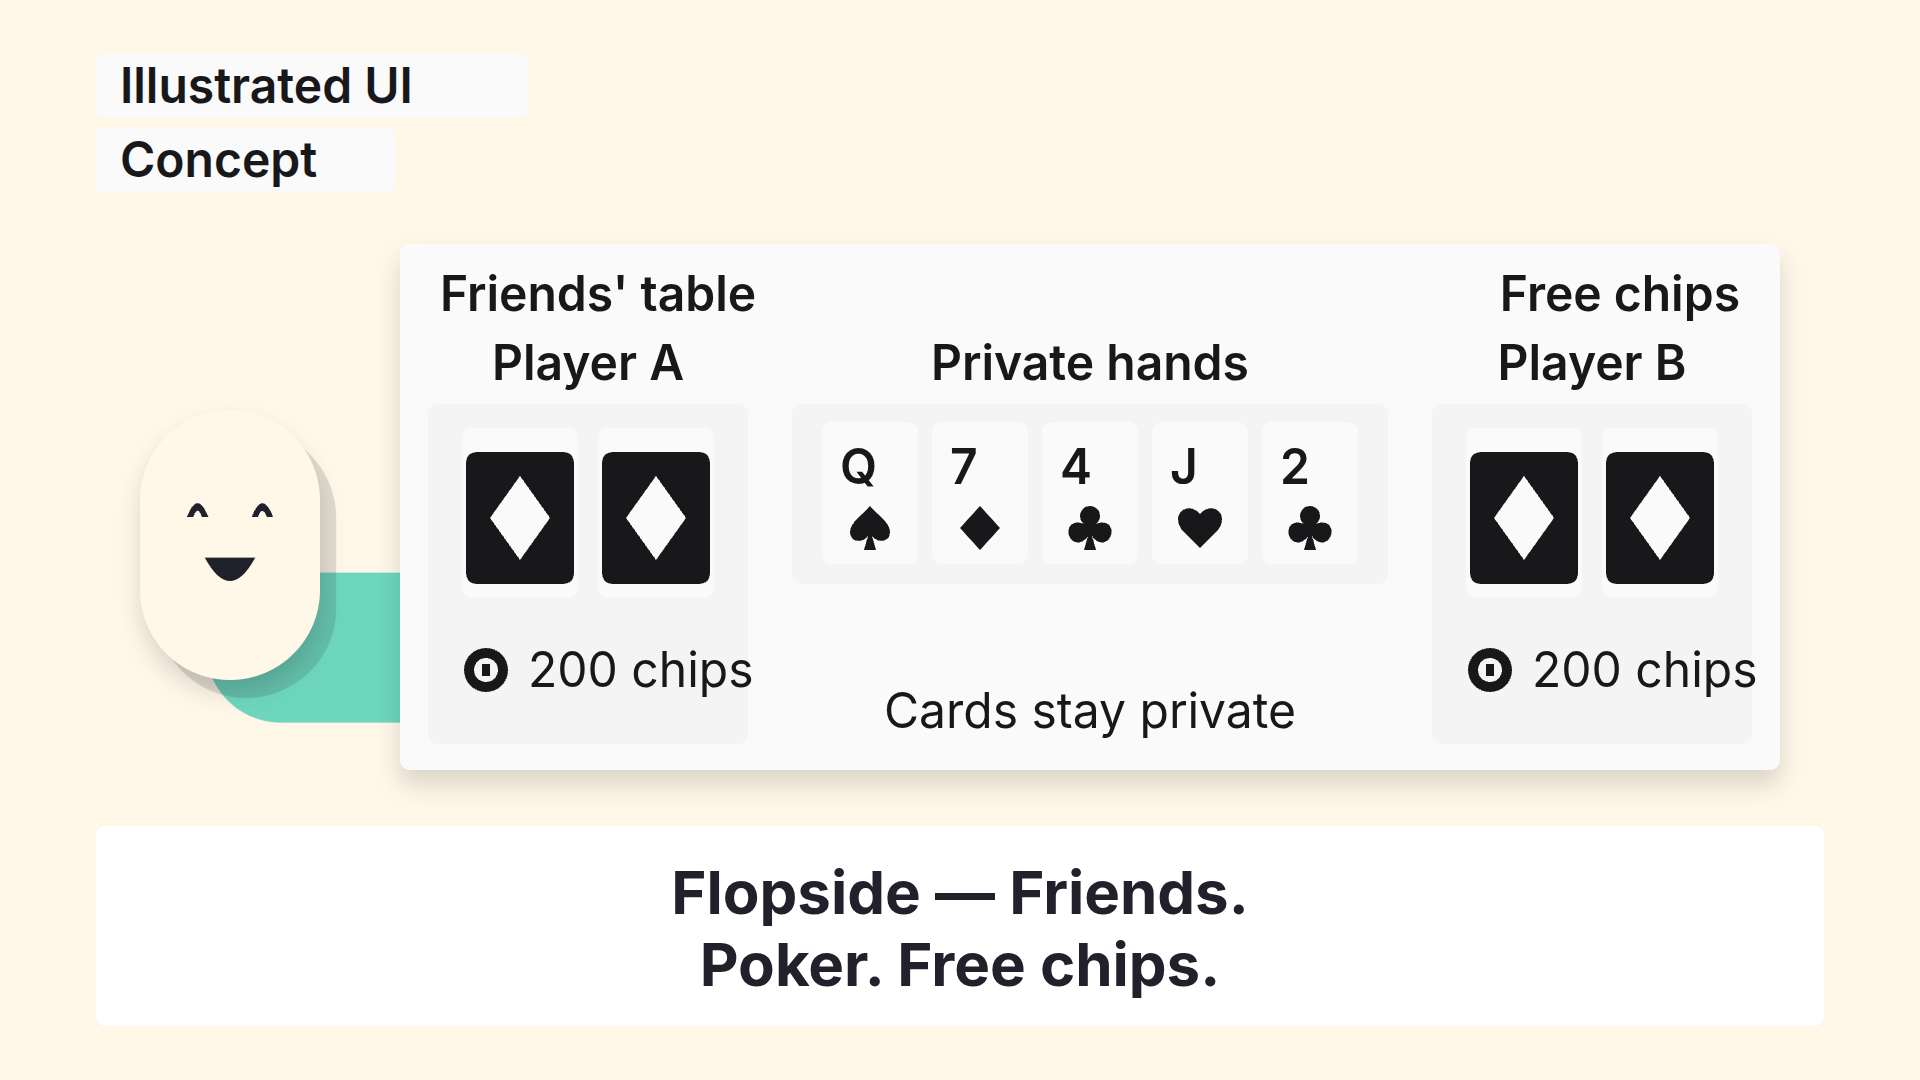 Illustrated UI
Concept
Friends' table
Free chips
Player A
Private hands
Player B
Q
7
4
J
2
200 chips
200 chips
Cards stay private
Flopside — Friends.
Poker. Free chips.